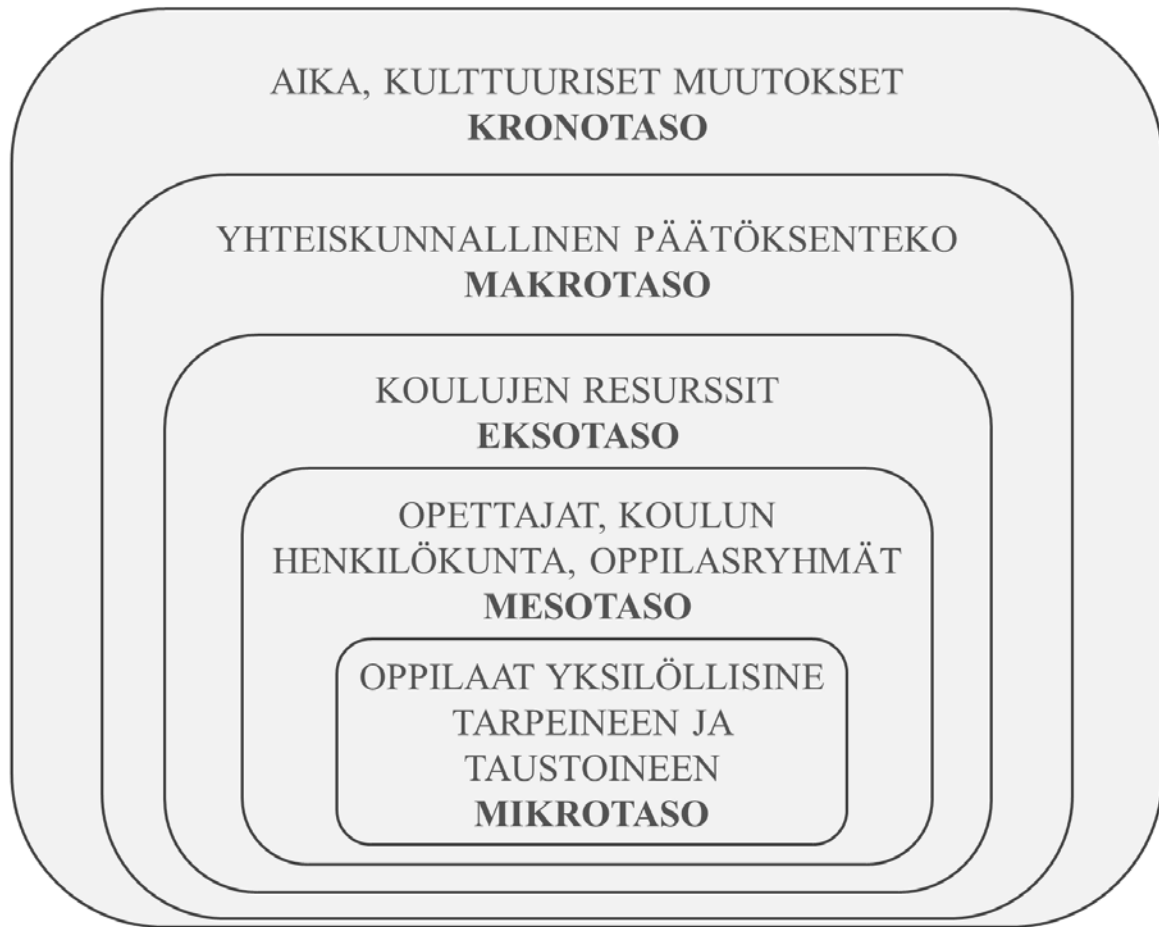 AIKA, KULTTUURISET MUUTOKSET
KRONOTASO
YHTEISKUNNALLINEN PÄÄTÖKSENTEKO
MAKROTASO
KOULUJEN RESURSSIT
EKSOTASO
OPETTAJAT, KOULUN
HENKILÖKUNTA, OPPILASRYHMÄT
MESOTASO
OPPILAAT YKSILÖLLISINE
TARPEINEEN JA
TAUSTOINEEN
MIKROTASO